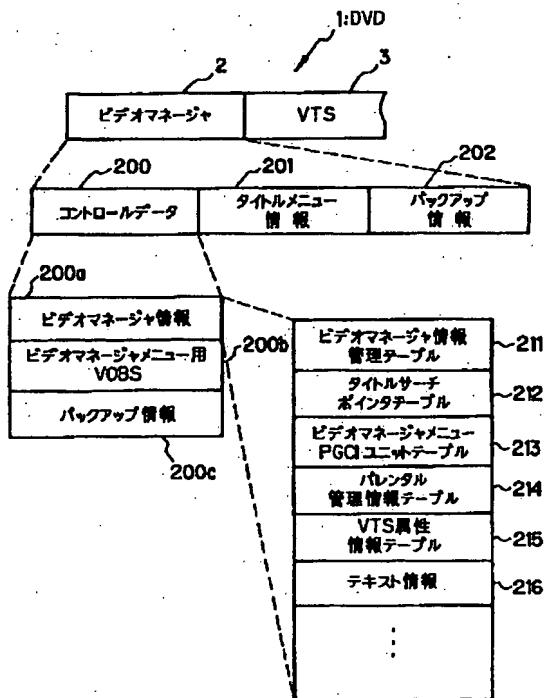 1:DVD
2
3
ビデオマネージャ
VTS
200
201
202
コントロールデータ
タイトルメニュー
情報
バックアップ
情報
200a
ビデオマネージャ情報
ビデオマネージャメニュー用
VOBS
200b
バックアップ情報
200c
ビデオマネージャ情報
管理テーブル
211
タイトルサーチ
ポインタテーブル
212
ビデオマネージャメニュー
PGCIユニットテーブル
213
パレンタル
管理情報テーブル
214
VTS属性
情報テーブル
215
テキスト情報
216